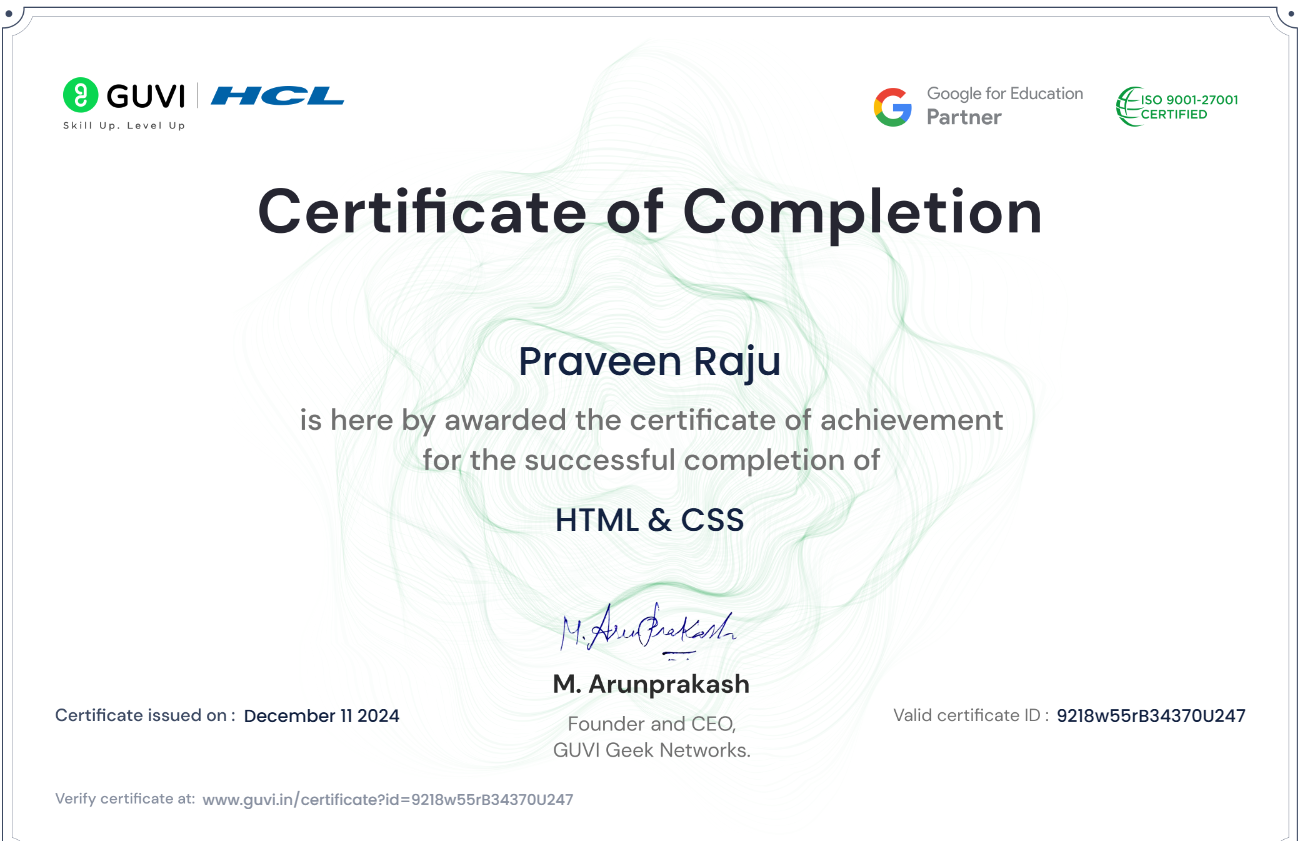 GUVI | HCL
Skill Up. Level Up
Google for Education
Partner
ISO 9001-27001
CERTIFIED
Certificate of Completion
Praveen Raju
is here by awarded the certificate of achievement
for the successful completion of
HTML & CSS
M. ArunPrakash
M. Arunprakash
Founder and CEO,
GUVI Geek Networks.
Certificate issued on : December 11 2024
Valid certificate ID : 9218w55rB34370U247
Verify certificate at: www.guvi.in/certificate?id=9218w55rB34370U247